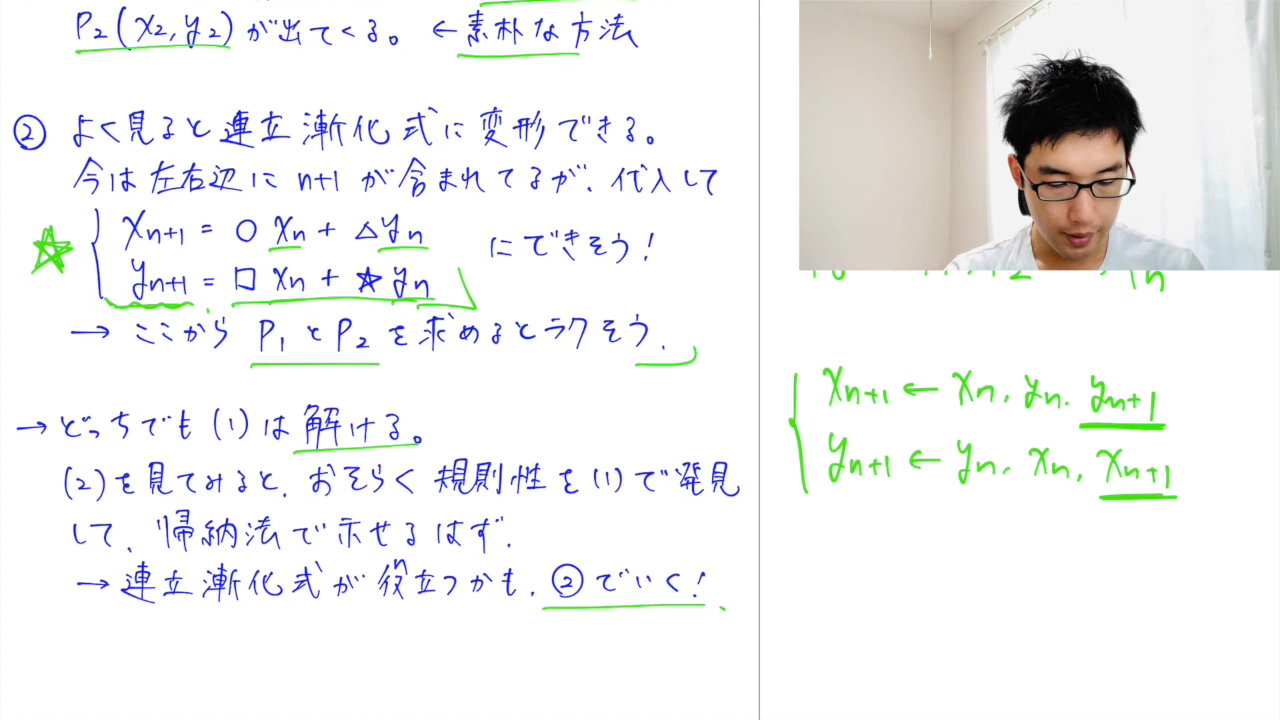 P₂(x₂,y₂)が出てくる。←素朴な方法
② よく見ると連立漸化式に変形できる。
今は左右辺にn+1が含まれてるが、代入して
☆ { xn+1 = ○ xn + △yn
yn+1 = □ xn + ☆ yn
にできそう!
→ ここから P₁とP₂を求めるとラクそう.
→どっちでも(1)は解ける。
(2)を見てみると、おそらく規則性を(1)で発見
して、帰納法で示せるはず.
→連立漸化式が役立つかも. ②でいく!
xn+1 ← xn, yn, yn+1
yn+1 ← yn, xn, xn+1